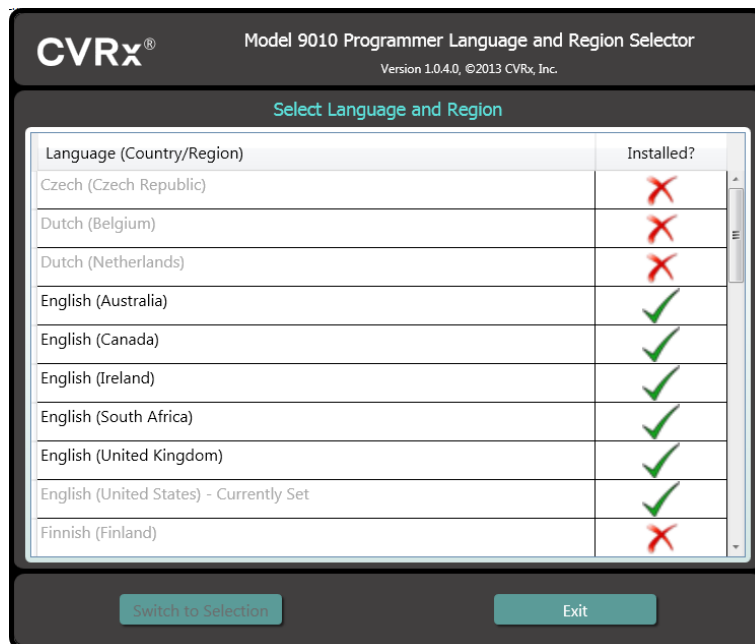 CVRx®
Model 9010 Programmer Language and Region Selector
Version 1.0.4.0, ©2013 CVRx, Inc.
Select Language and Region
Language (Country/Region) Installed?
Czech (Czech Republic)
Dutch (Belgium)
Dutch (Netherlands)
English (Australia)
English (Canada)
English (Ireland)
English (South Africa)
English (United Kingdom)
English (United States) - Currently Set
Finnish (Finland)
Switch to Selection Exit